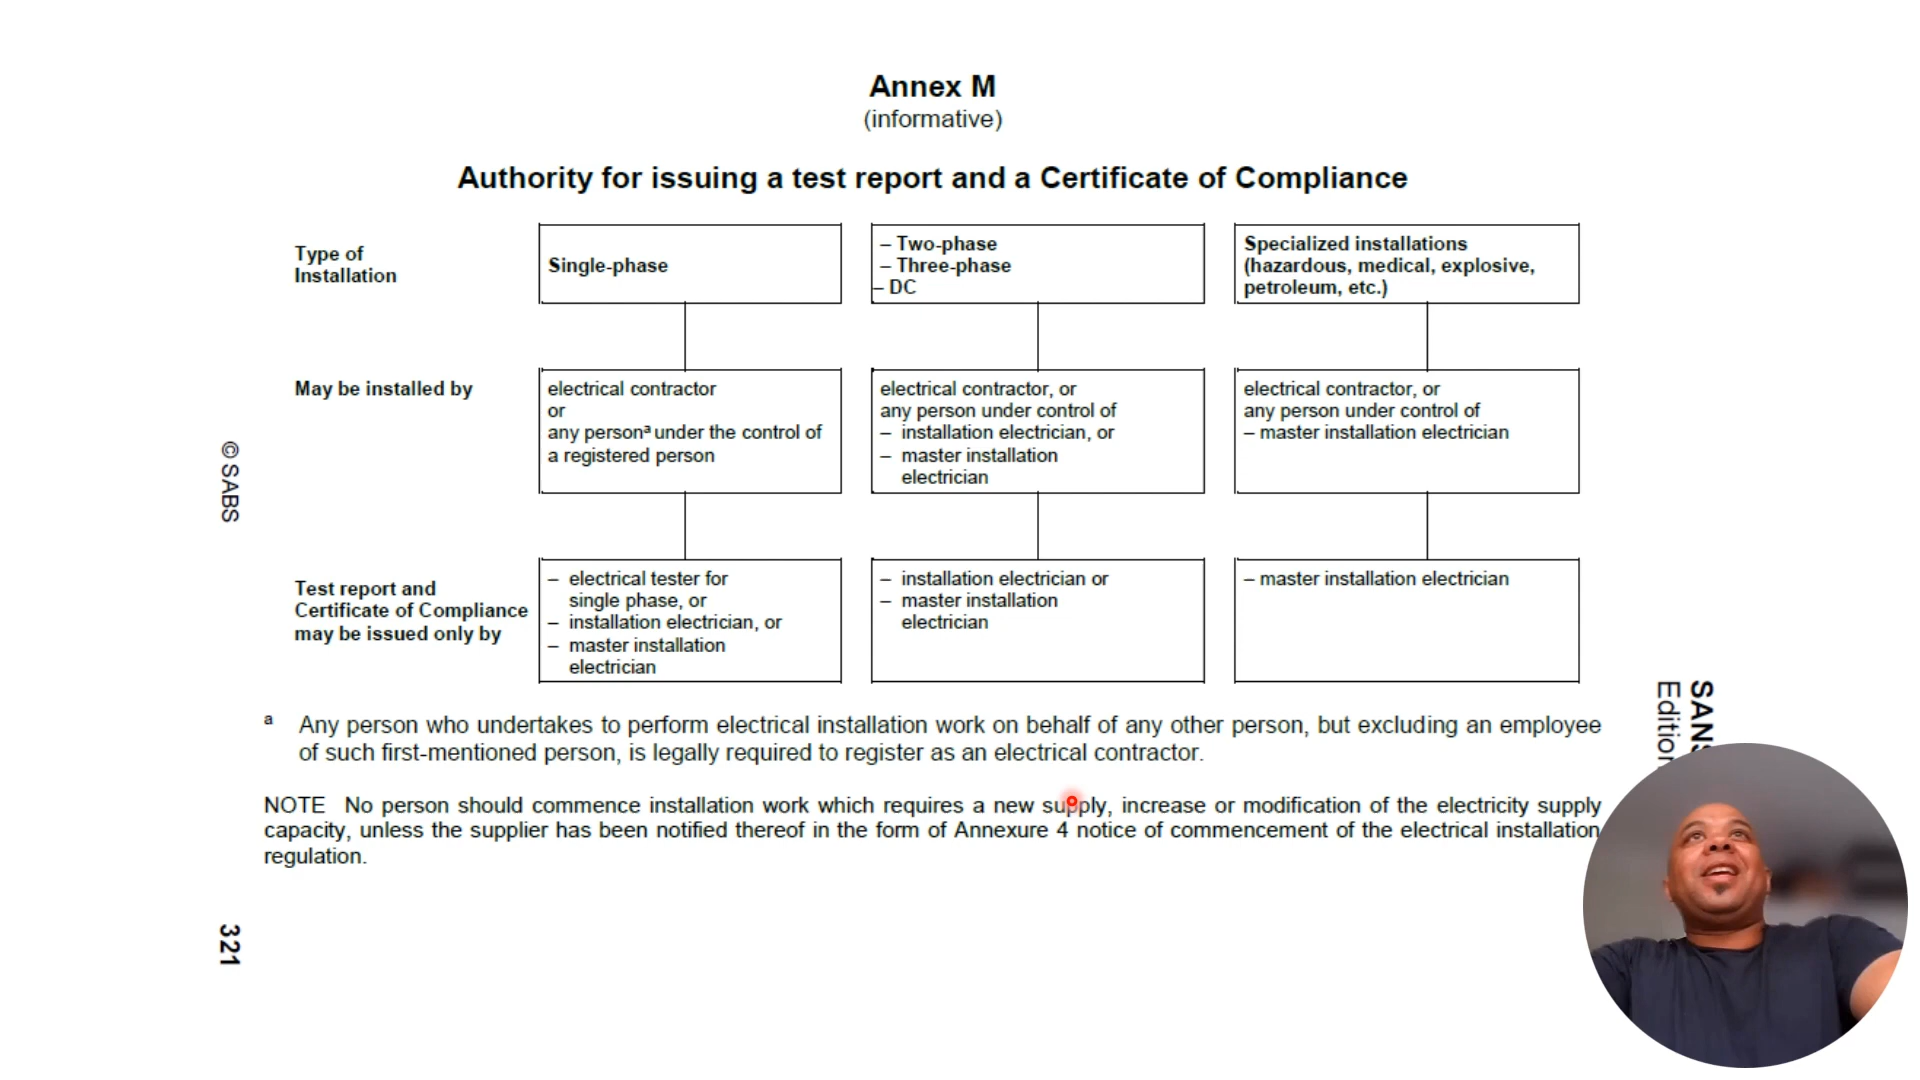 Annex M
(informative)
Authority for issuing a test report and a Certificate of Compliance
Type of
Installation
Single-phase
– Two-phase
– Three-phase
– DC
Specialized installations
(hazardous, medical, explosive,
petroleum, etc.)
May be installed by
electrical contractor
or
any personᵃ under the control of
a registered person
electrical contractor, or
any person under control of
– installation electrician, or
– master installation
electrician
electrical contractor, or
any person under control of
– master installation electrician
Test report and
Certificate of Compliance
may be issued only by
– electrical tester for
single phase, or
– installation electrician, or
– master installation
electrician
– installation electrician or
– master installation
electrician
– master installation electrician
a Any person who undertakes to perform electrical installation work on behalf of any other person, but excluding an employee
of such first-mentioned person, is legally required to register as an electrical contractor.
NOTE No person should commence installation work which requires a new supply, increase or modification of the electricity supply
capacity, unless the supplier has been notified thereof in the form of Annexure 4 notice of commencement of the electrical installation
regulation.
© SABS
321
SANS
Edition